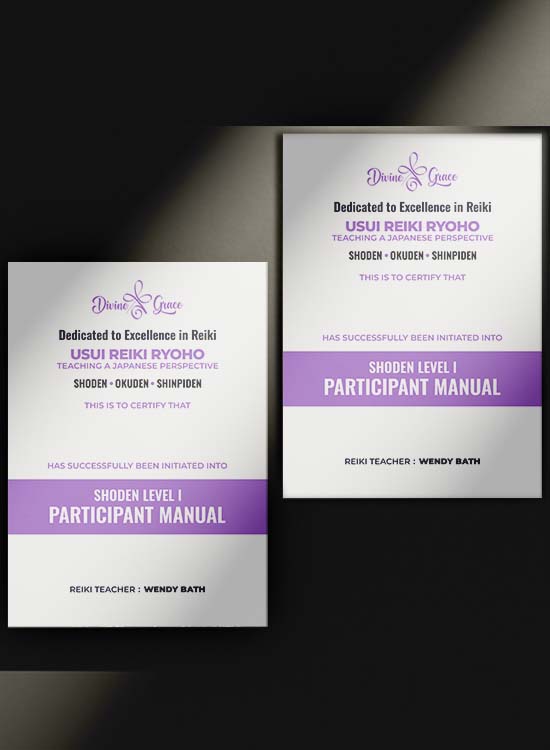 Divine Grace
Dedicated to Excellence in Reiki
USUI REIKI RYOHO
TEACHING A JAPANESE PERSPECTIVE
SHODEN • OKUDEN • SHINPIDEN
THIS IS TO CERTIFY THAT
HAS SUCCESSFULLY BEEN INITIATED INTO
SHODEN LEVEL I
PARTICIPANT MANUAL
REIKI TEACHER : WENDY BATH
Divine Grace
Dedicated to Excellence in Reiki
USUI REIKI RYOHO
TEACHING A JAPANESE PERSPECTIVE
SHODEN • OKUDEN • SHINPIDEN
THIS IS TO CERTIFY THAT
HAS SUCCESSFULLY BEEN INITIATED INTO
SHODEN LEVEL I
PARTICIPANT MANUAL
REIKI TEACHER : WENDY BATH